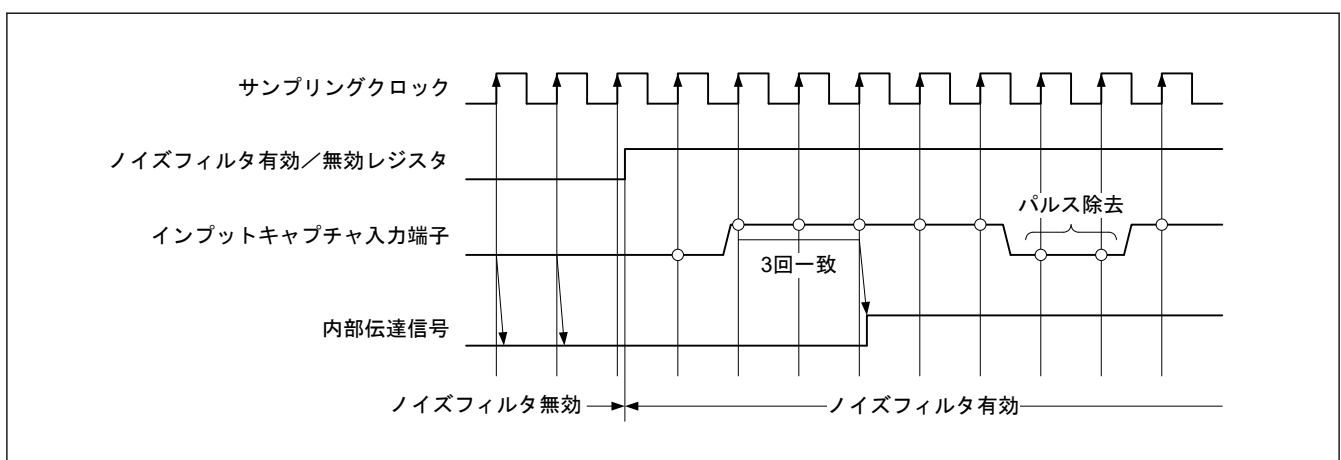 サンプリングクロック
ノイズフィルタ有効／無効レジスタ
パルス除去
インプットキャプチャ入力端子
3回一致
内部伝達信号
ノイズフィルタ無効
ノイズフィルタ有効